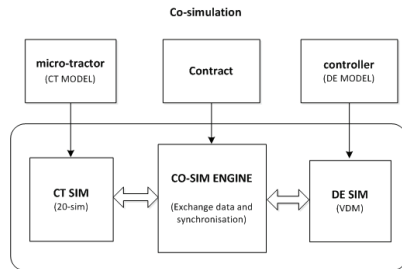 Co-simulation
micro-tractor
(CT MODEL)
Contract
controller
(DE MODEL)
CT SIM
(20-sim)
CO-SIM ENGINE
(Exchange data and
synchronisation)
DE SIM
(VDM)